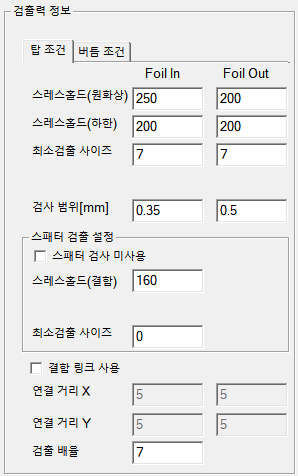 검출력 정보
탑 조건 버듬 조건
Foil In Foil Out
스레스홀드(원화상) 250 200
스레스홀드(하한) 200 200
최소검출 사이즈 7 7
검사 범위[mm] 0.35 0.5
스패터 검출 설정
스패터 검사 미사용
스레스홀드(결함) 160
최소검출 사이즈 0
결함 링크 사용
연결 거리 X 5 5
연결 거리 Y 5 5
검출 배율 7